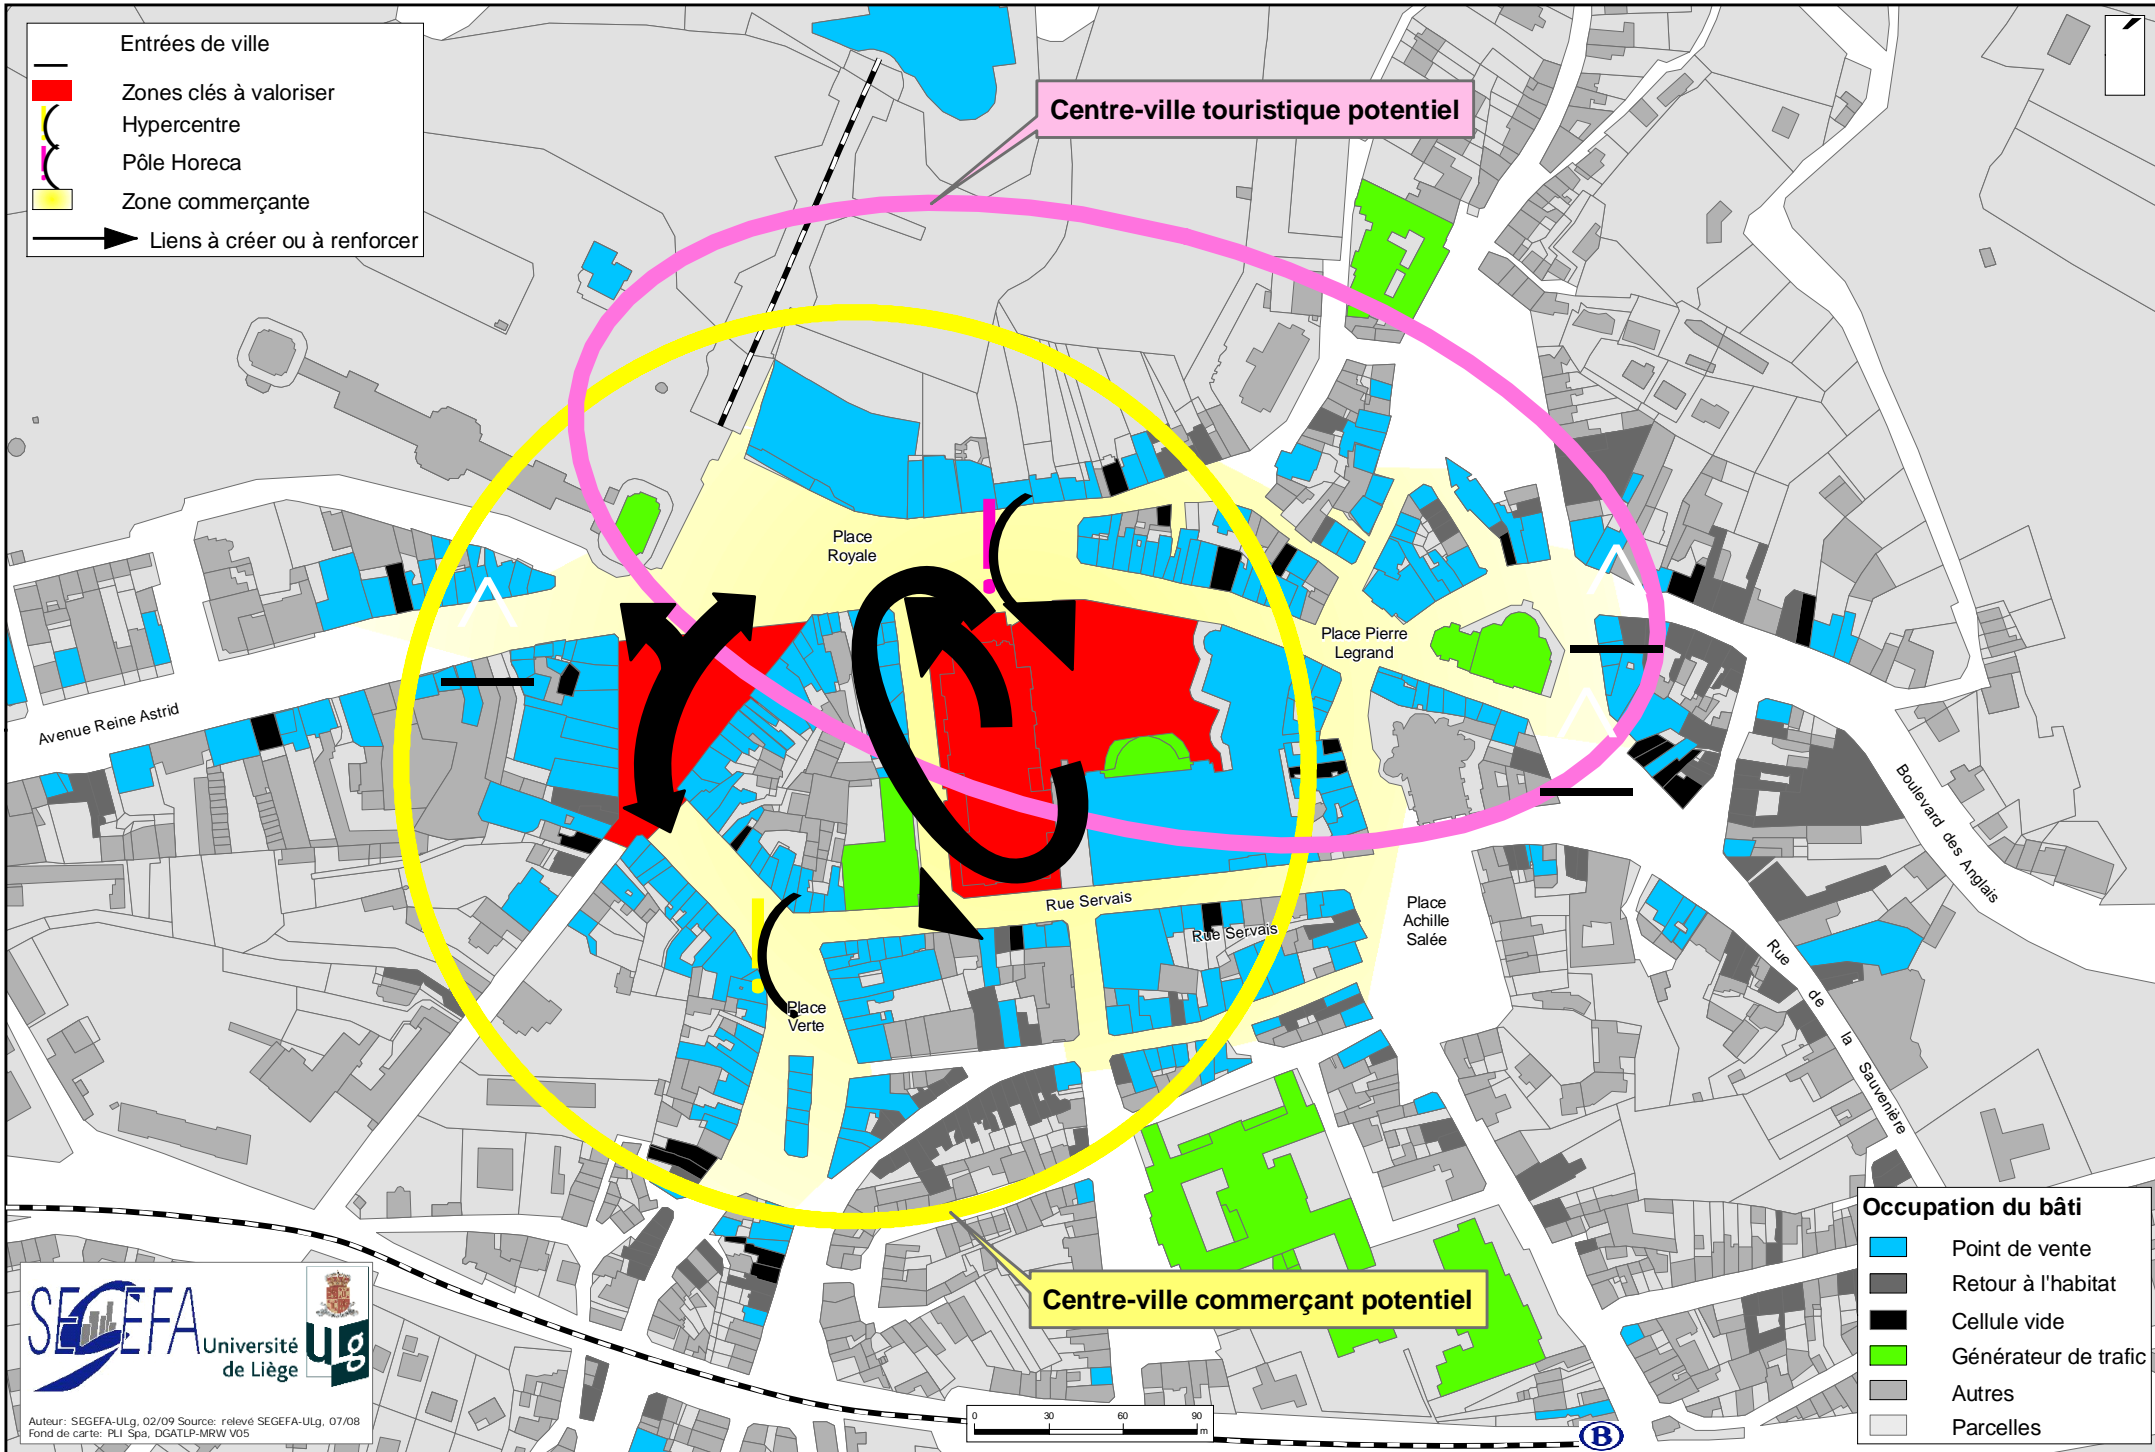 Entrées de ville
Zones clés à valoriser
Hypercentre
Pôle Horeca
Zone commerçante
Liens à créer ou à renforcer
Centre-ville touristique potentiel
Place
Royale
Place Pierre
Legrand
Avenue Reine Astrid
Boulevard des Anglais
Rue Servais
Rue Servais
Place
Achille
Salée
Place
Verte
Rue de la Sauvenière
Centre-ville commerçant potentiel
Occupation du bâti
Point de vente
Retour à l'habitat
Cellule vide
Générateur de trafic
Autres
Parcelles
SEGEFA
Université
de Liège
ulg
Auteur: SEGEFA-ULg, 02/09 Source: relevé SEGEFA-ULg, 07/08
Fond de carte: PLI Spa, DGATLP-MRW V05
0 30 60 90
m
B